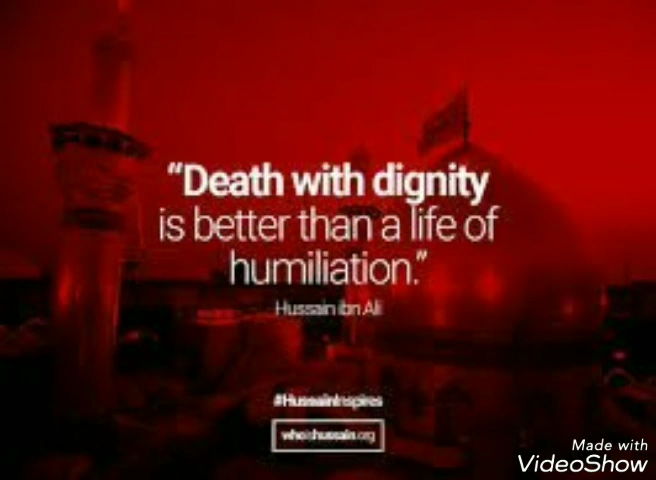 “Death with dignity
is better than a life of
humiliation.”
Hussain ibn Ali
#HussainInspires
whoishussain.org
Made with
VideoShow